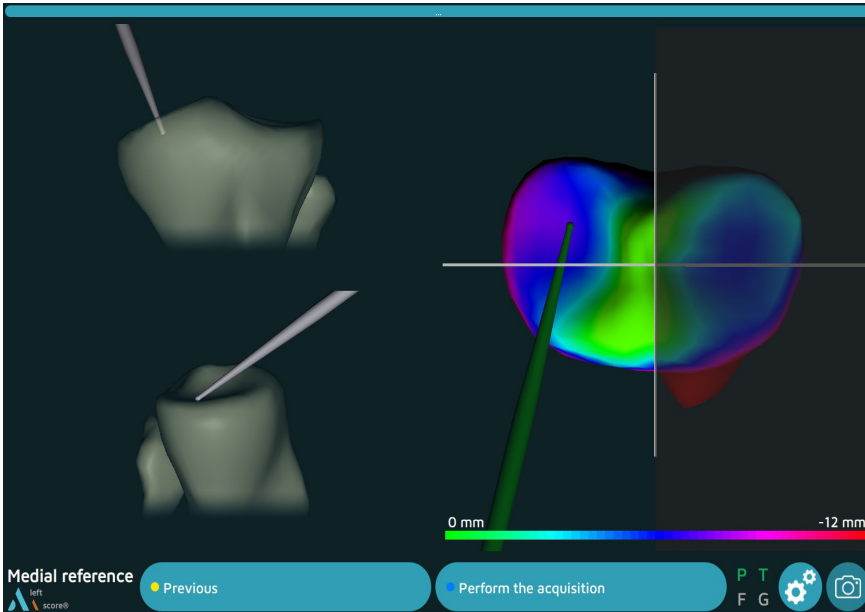 ...
0 mm
-12 mm
Medial reference
left
score®
Previous
Perform the acquisition
P T
F G